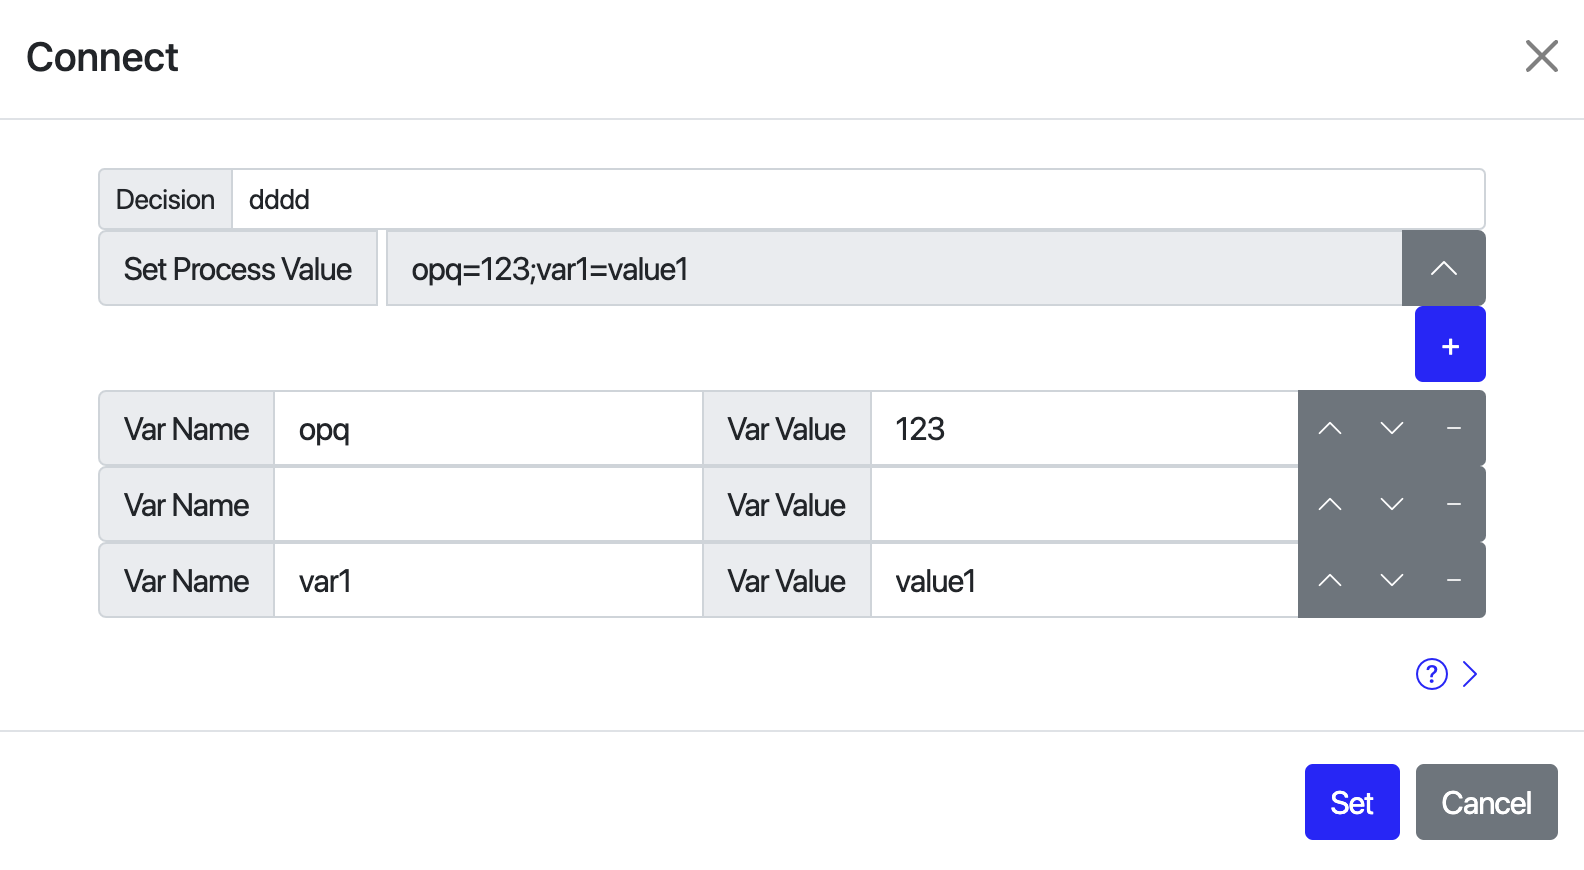 Connect
Decision dddd
Set Process Value opq=123;var1=value1
+
Var Name opq Var Value 123
Var Name Var Value
Var Name var1 Var Value value1
?
Set Cancel